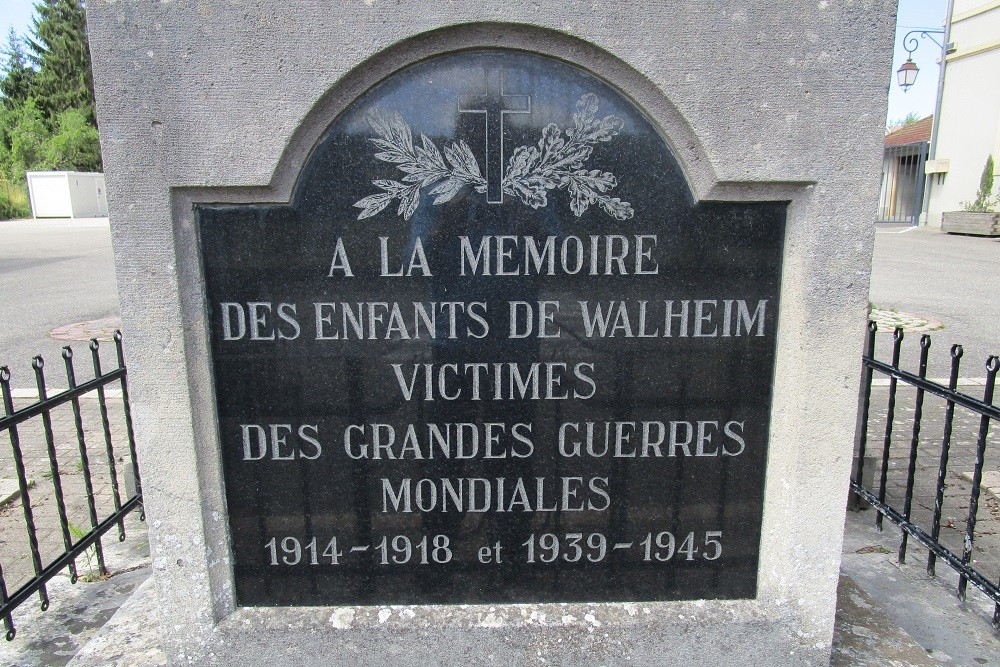 A LA MEMOIRE
DES ENFANTS DE WALHEIM
VICTIMES
DES GRANDES GUERRES
MONDIALES
1914-1918 et 1939-1945